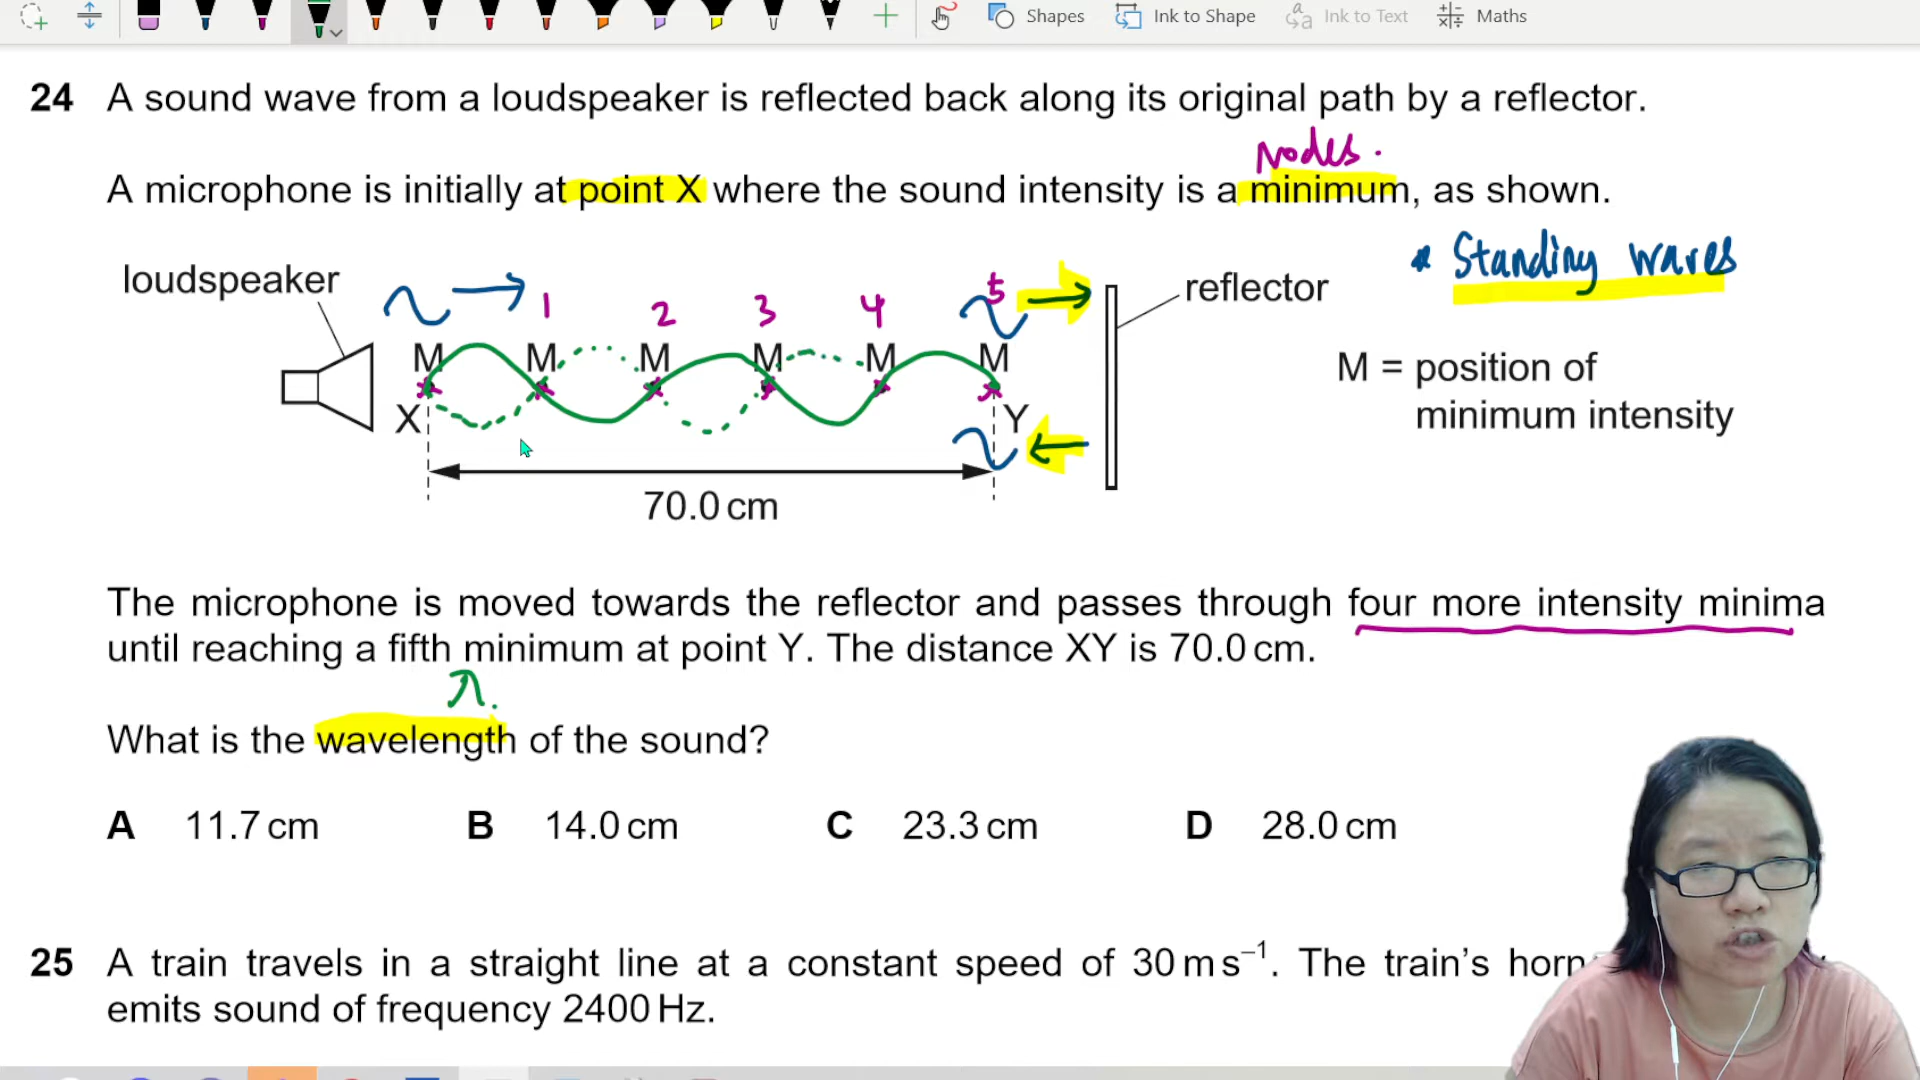 Shapes Ink to Shape Ink to Text Maths
24 A sound wave from a loudspeaker is reflected back along its original path by a reflector.
Nodes.
A microphone is initially at point X where the sound intensity is a minimum, as shown.
* Standing waves
loudspeaker
reflector
1 2 3 4 5
M M M M M M
M = position of
minimum intensity
X Y
70.0 cm
The microphone is moved towards the reflector and passes through four more intensity minima
until reaching a fifth minimum at point Y. The distance XY is 70.0 cm.
λ.
What is the wavelength of the sound?
A 11.7 cm B 14.0 cm C 23.3 cm D 28.0 cm
25 A train travels in a straight line at a constant speed of 30 m s⁻¹. The train's horn
emits sound of frequency 2400 Hz.